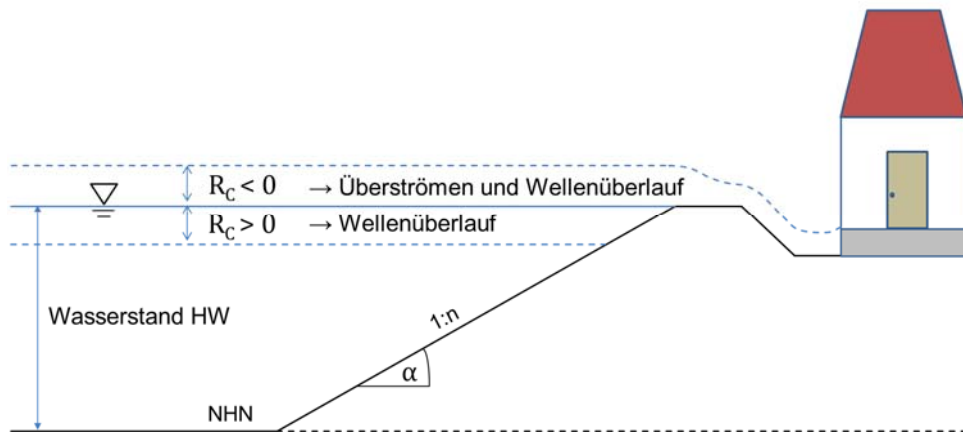 R_C < 0 → Überströmen und Wellenüberlauf
R_C > 0 → Wellenüberlauf
Wasserstand HW
1:n
α
NHN